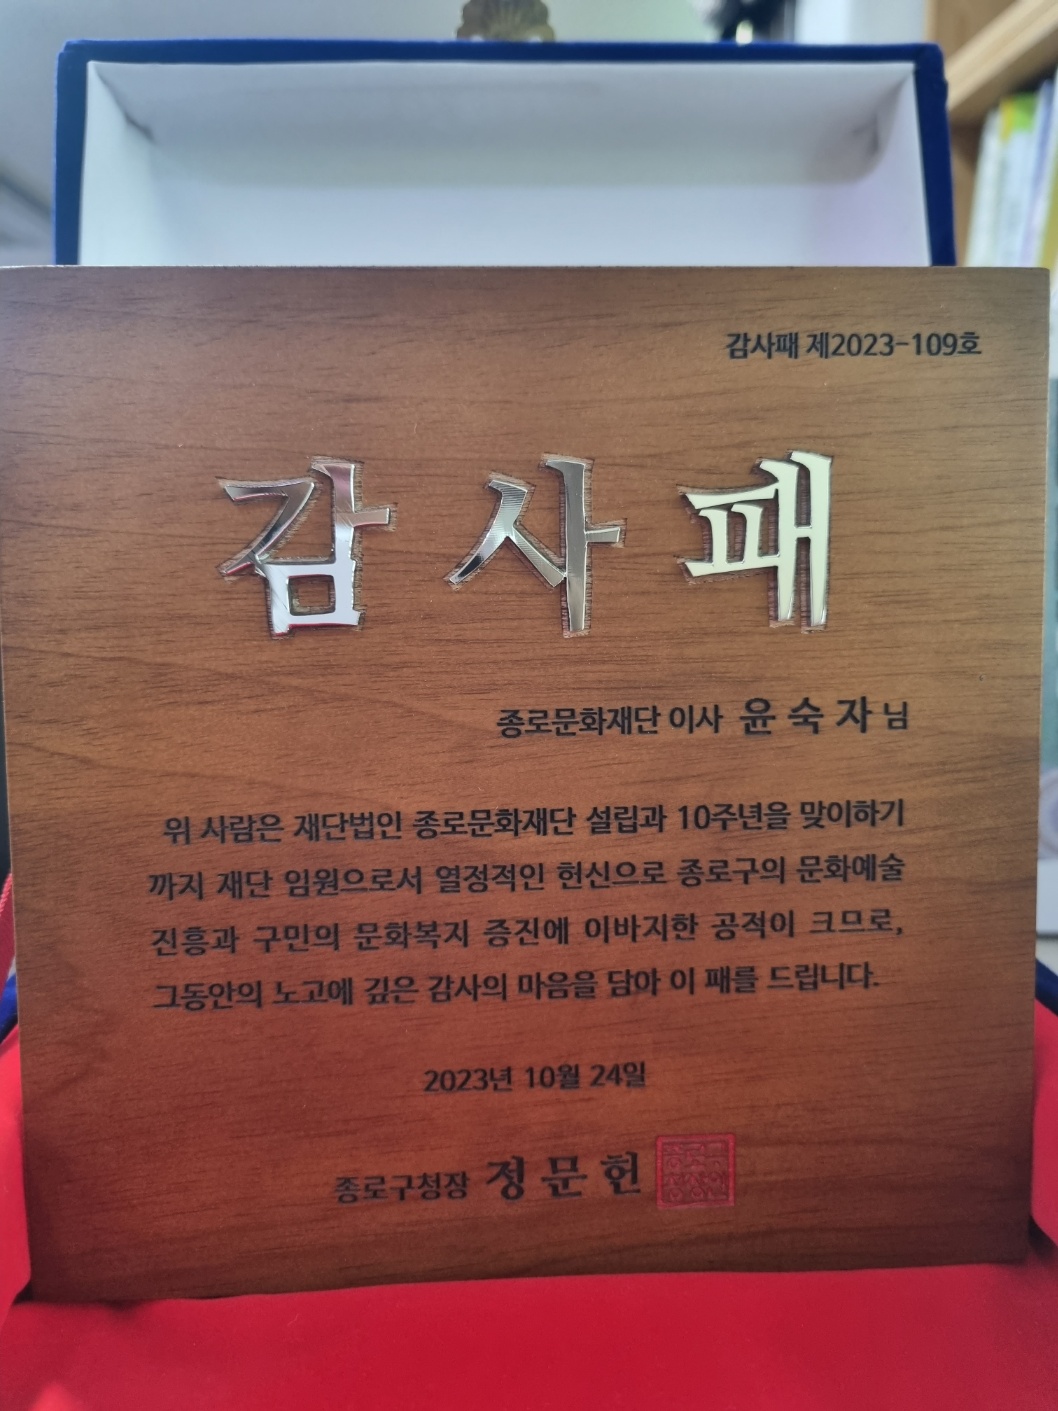 감사패 제2023-109호
감사패
종로문화재단 이사 윤숙자님
위 사람은 재단법인 종로문화재단 설립과 10주년을 맞이하기
까지 재단 임원으로서 열정적인 헌신으로 종로구의 문화예술
진흥과 구민의 문화복지 증진에 이바지한 공적이 크므로,
그동안의 노고에 깊은 감사의 마음을 담아 이 패를 드립니다.
2023년 10월 24일
종로구청장 정문헌